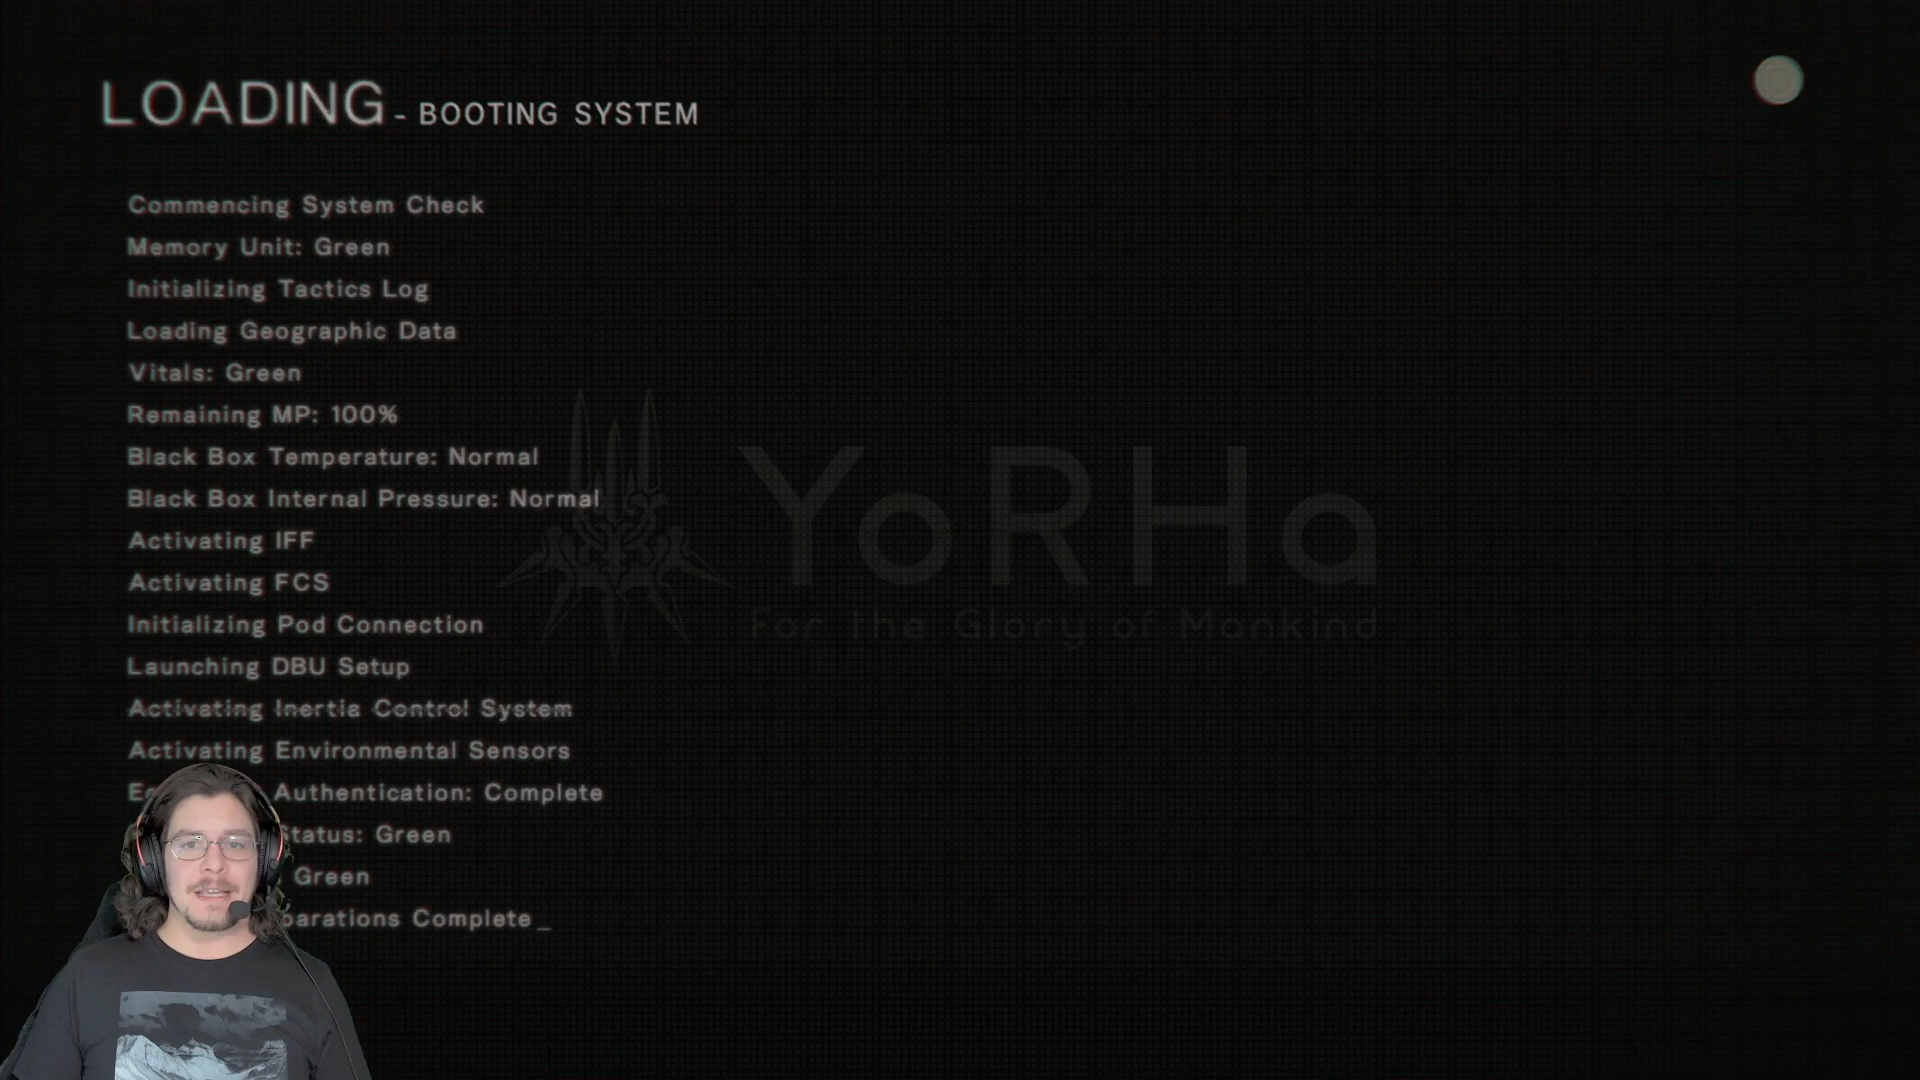 LOADING - BOOTING SYSTEM
Commencing System Check
Memory Unit: Green
Initializing Tactics Log
Loading Geographic Data
Vitals: Green
Remaining MP: 100%
Black Box Temperature: Normal
Black Box Internal Pressure: Normal
Activating IFF
Activating FCS
Initializing Pod Connection
Launching DBU Setup
Activating Inertia Control System
Activating Environmental Sensors
Authentication: Complete
Status: Green
Green
Complete_
YoRHa
For the Glory of Mankind